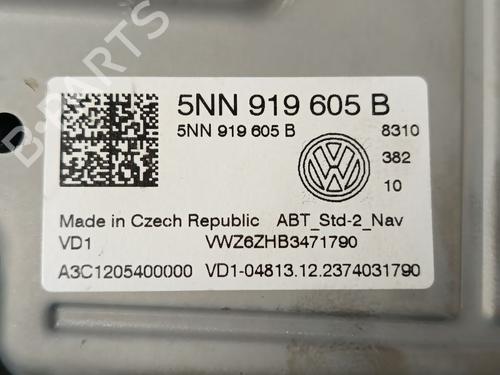 B-PARTS
5NN 919 605 B
5NN 919 605 B
8310
382
10
Made in Czech Republic ABT_Std-2_Nav
VD1 VWZ6ZHB3471790
A3C1205400000 VD1-04813.12.2374031790